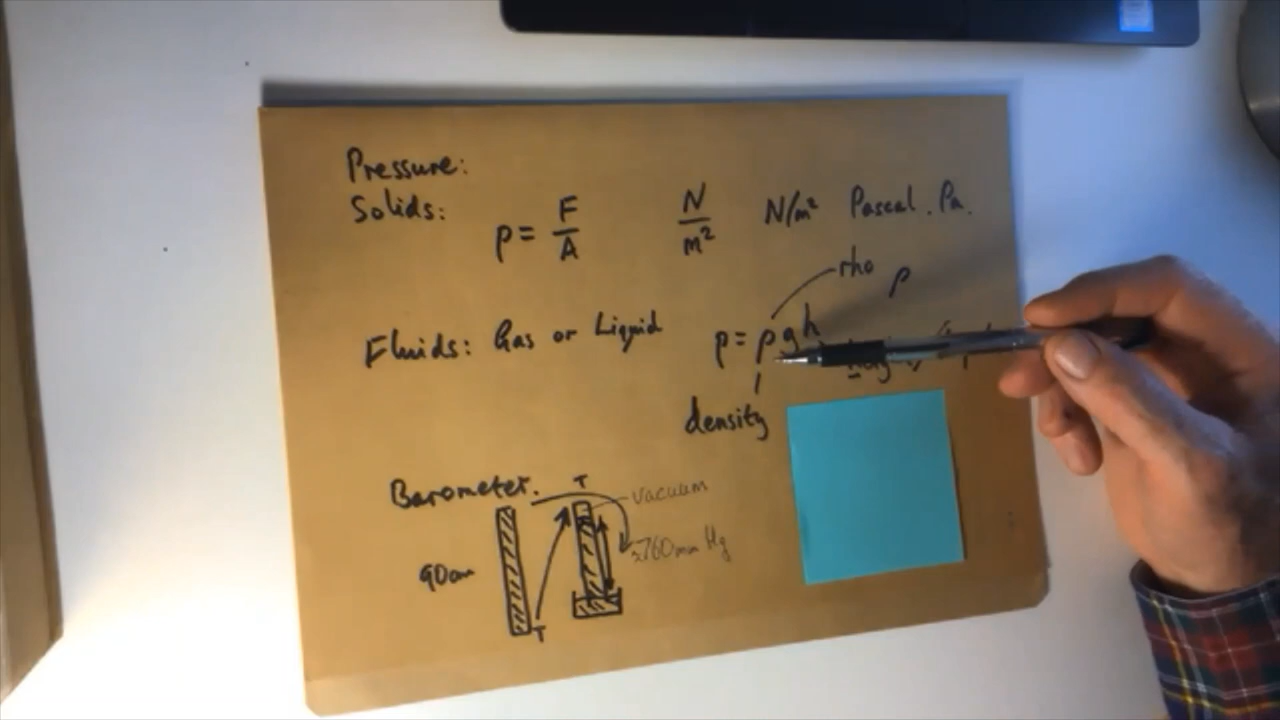 Pressure:
Solids: p = F/A N/m² N/m² Pascal. Pa.
rho ρ
Fluids: Gas or Liquid p = ρgh
density
Barometer. T vacuum
≈760mm Hg
90cm
T